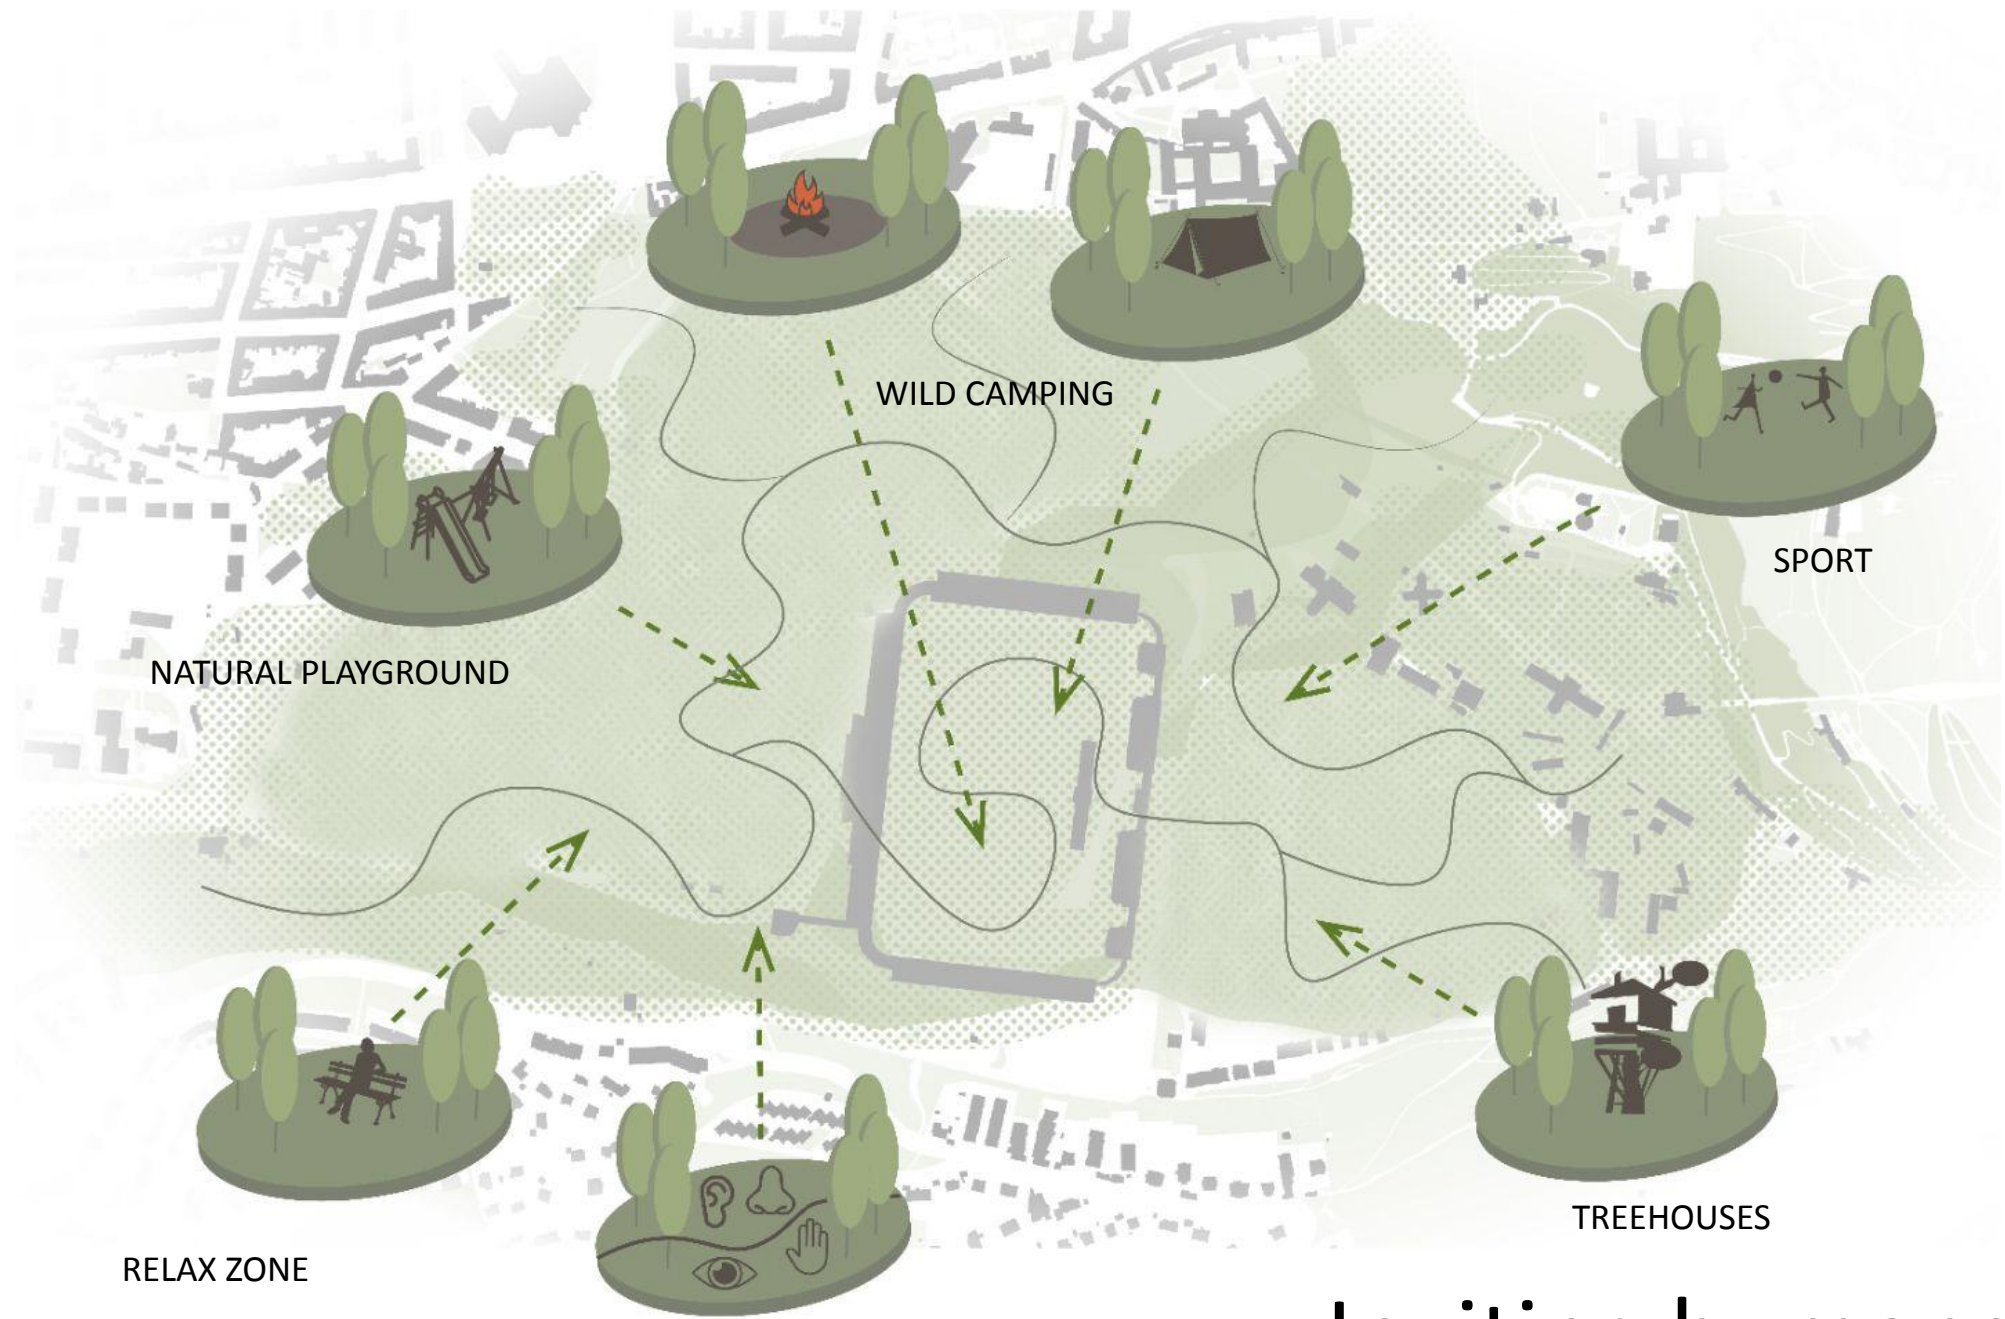 WILD CAMPING
SPORT
NATURAL PLAYGROUND
TREEHOUSES
RELAX ZONE